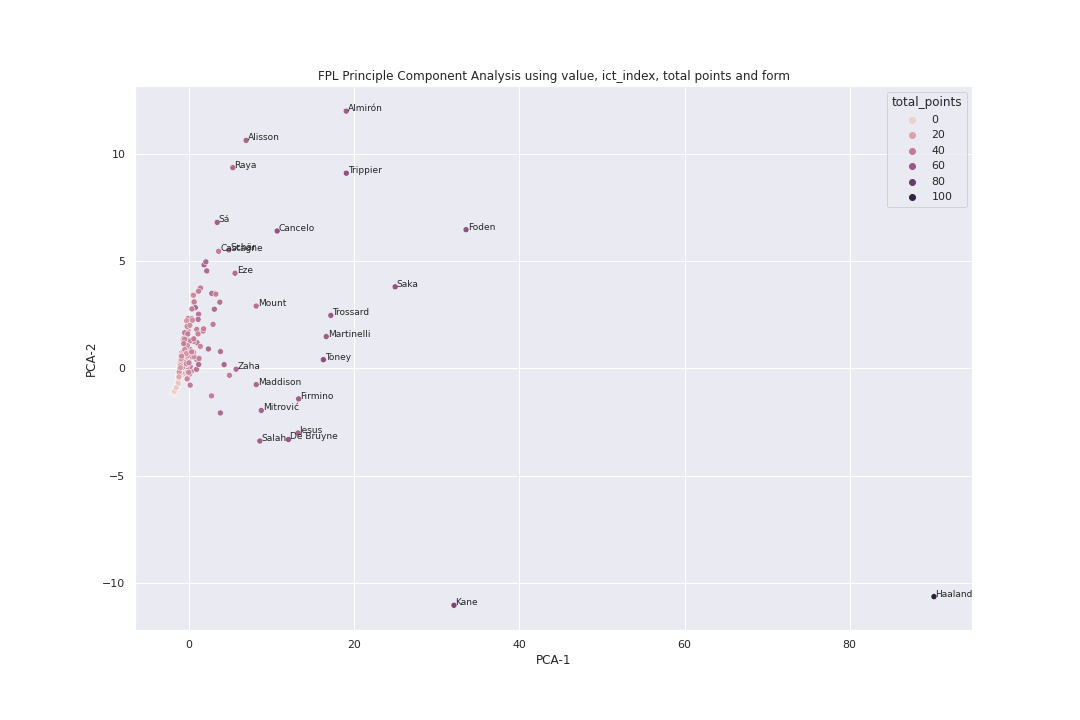 FPL Principle Component Analysis using value, ict_index, total points and form
total_points
0
20
40
60
80
100
Almirón
Alisson
Raya
Trippier
Sá
Cancelo
Foden
Castagne
Schär
Eze
Saka
Mount
Trossard
Martinelli
Toney
Zaha
Maddison
Firmino
Mitrović
Jesus
Salah
De Bruyne
Kane
Haaland
10
5
0
−5
−10
PCA-2
0
20
40
60
80
PCA-1